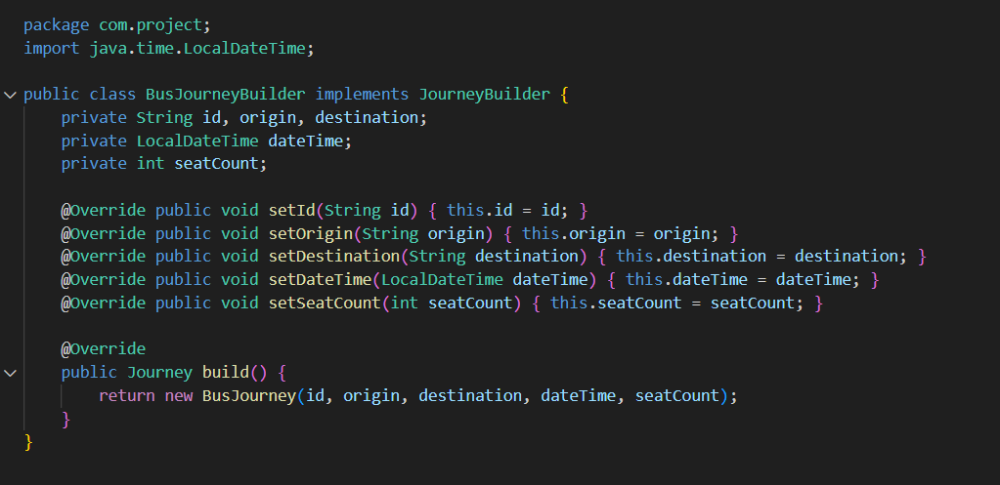 package com.project;
import java.time.LocalDateTime;
public class BusJourneyBuilder implements JourneyBuilder {
private String id, origin, destination;
private LocalDateTime dateTime;
private int seatCount;
@Override public void setId(String id) { this.id = id; }
@Override public void setOrigin(String origin) { this.origin = origin; }
@Override public void setDestination(String destination) { this.destination = destination; }
@Override public void setDateTime(LocalDateTime dateTime) { this.dateTime = dateTime; }
@Override public void setSeatCount(int seatCount) { this.seatCount = seatCount; }
@Override
public Journey build() {
return new BusJourney(id, origin, destination, dateTime, seatCount);
}
}